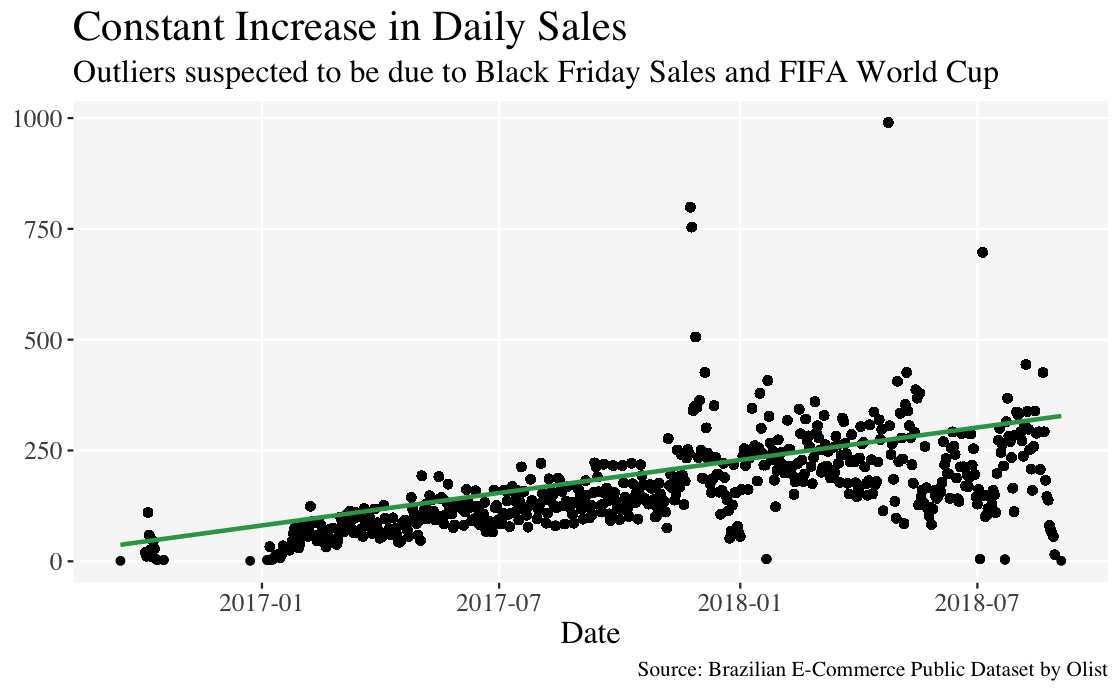 Constant Increase in Daily Sales
Outliers suspected to be due to Black Friday Sales and FIFA World Cup
1000
750
500
250
0
2017-01 2017-07 2018-01 2018-07
Date
Source: Brazilian E-Commerce Public Dataset by Olist